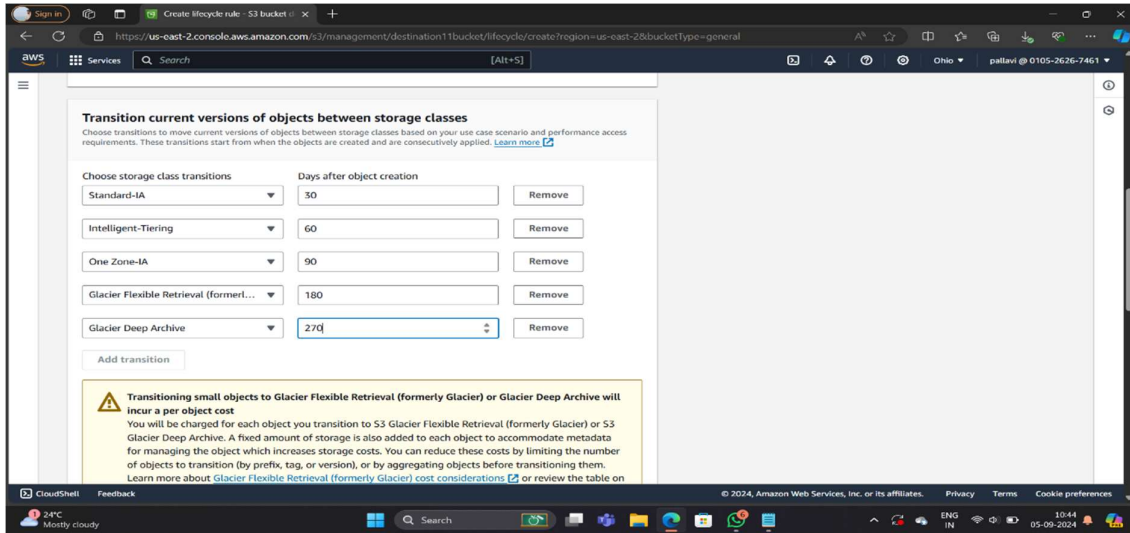 Sign in
Create lifecycle rule - S3 bucket d
https://us-east-2.console.aws.amazon.com/s3/management/destination11bucket/lifecycle/create?region=us-east-2&bucketType=general
aws
Services
Search
[Alt+S]
Ohio
pallavi @ 0105-2626-7461
Transition current versions of objects between storage classes
Choose transitions to move current versions of objects between storage classes based on your use case scenario and performance access
requirements. These transitions start from when the objects are created and are consecutively applied. Learn more
Choose storage class transitions Days after object creation
Standard-IA 30 Remove
Intelligent-Tiering 60 Remove
One Zone-IA 90 Remove
Glacier Flexible Retrieval (formerl... 180 Remove
Glacier Deep Archive 270 Remove
Add transition
Transitioning small objects to Glacier Flexible Retrieval (formerly Glacier) or Glacier Deep Archive will
incur a per object cost
You will be charged for each object you transition to S3 Glacier Flexible Retrieval (formerly Glacier) or S3
Glacier Deep Archive. A fixed amount of storage is also added to each object to accommodate metadata
for managing the object which increases storage costs. You can reduce these costs by limiting the number
of objects to transition (by prefix, tag, or version), or by aggregating objects before transitioning them.
Learn more about Glacier Flexible Retrieval (formerly Glacier) cost considerations or review the table on
CloudShell Feedback © 2024, Amazon Web Services, Inc. or its affiliates. Privacy Terms Cookie preferences
1
24°C
Mostly cloudy
Search
6
ENG
IN
10:44
05-09-2024